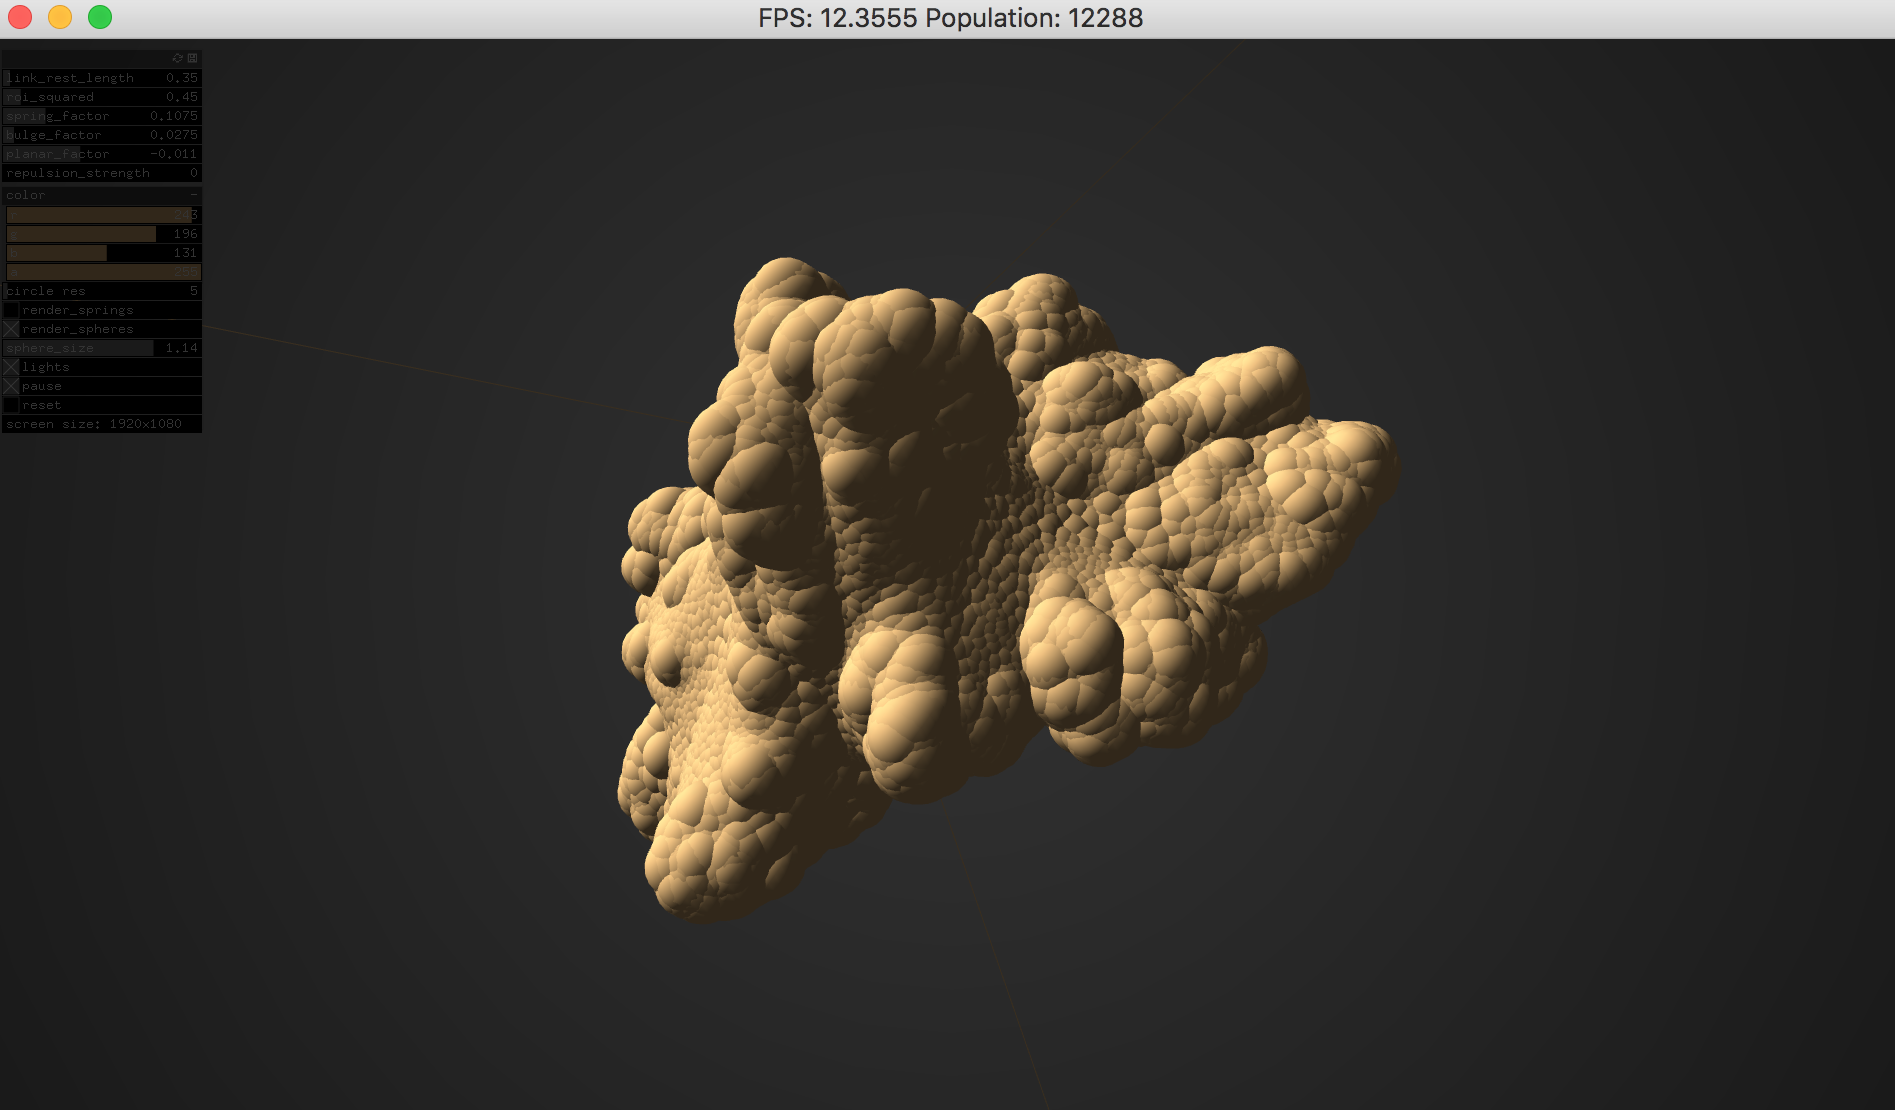 FPS: 12.3555 Population: 12288
link_rest_length 0.35
roi_squared 0.45
spring_factor 0.1075
bulge_factor 0.0275
planar_factor -0.011
repulsion_strength 0
color -
r 243
g 196
b 131
a 255
circle res 5
render_springs
render_spheres
sphere_size 1.14
lights
pause
reset
screen size: 1920x1080